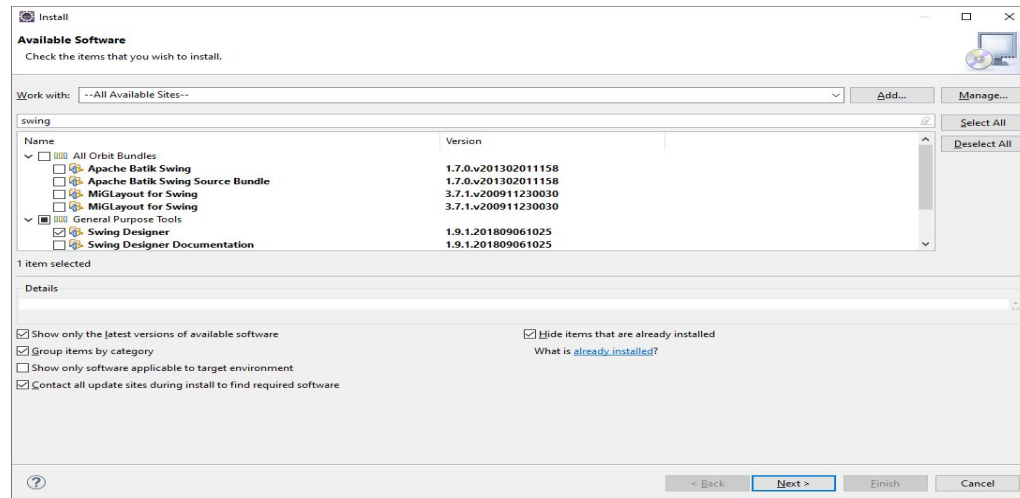 Install
Available Software
Check the items that you wish to install.
Work with: --All Available Sites-- Add... Manage...
swing Select All
Name Version Deselect All
All Orbit Bundles
Apache Batik Swing 1.7.0.v201302011158
Apache Batik Swing Source Bundle 1.7.0.v201302011158
MiGLayout for Swing 3.7.1.v200911230030
MiGLayout for Swing 3.7.1.v200911230030
General Purpose Tools
Swing Designer 1.9.1.201809061025
Swing Designer Documentation 1.9.1.201809061025
1 item selected
Details
Show only the latest versions of available software Hide items that are already installed
Group items by category What is already installed?
Show only software applicable to target environment
Contact all update sites during install to find required software
? < Back Next > Finish Cancel